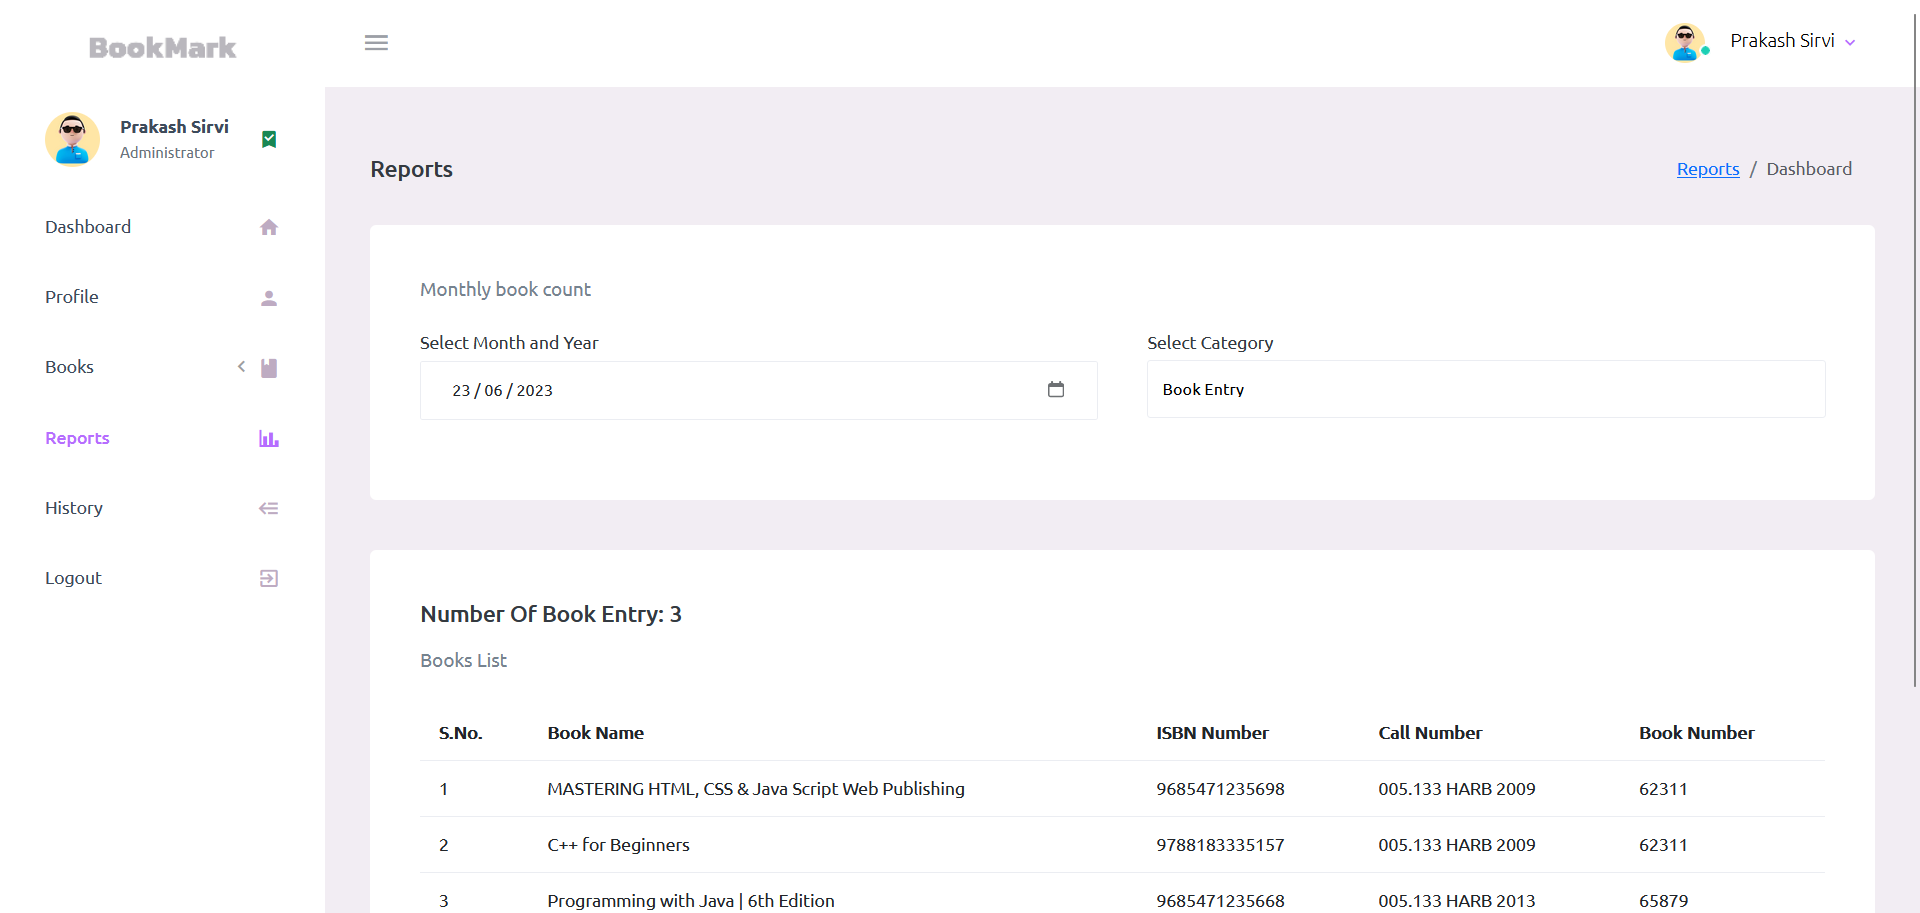 BookMark
Prakash Sirvi
Prakash Sirvi
Administrator
Dashboard
Profile
Books
Reports
History
Logout
Reports
Reports / Dashboard
Monthly book count
Select Month and Year
Select Category
23 / 06 / 2023
Book Entry
Number Of Book Entry: 3
Books List
S.No. Book Name ISBN Number Call Number Book Number
1 MASTERING HTML, CSS & Java Script Web Publishing 9685471235698 005.133 HARB 2009 62311
2 C++ for Beginners 9788183335157 005.133 HARB 2009 62311
3 Programming with Java | 6th Edition 9685471235668 005.133 HARB 2013 65879